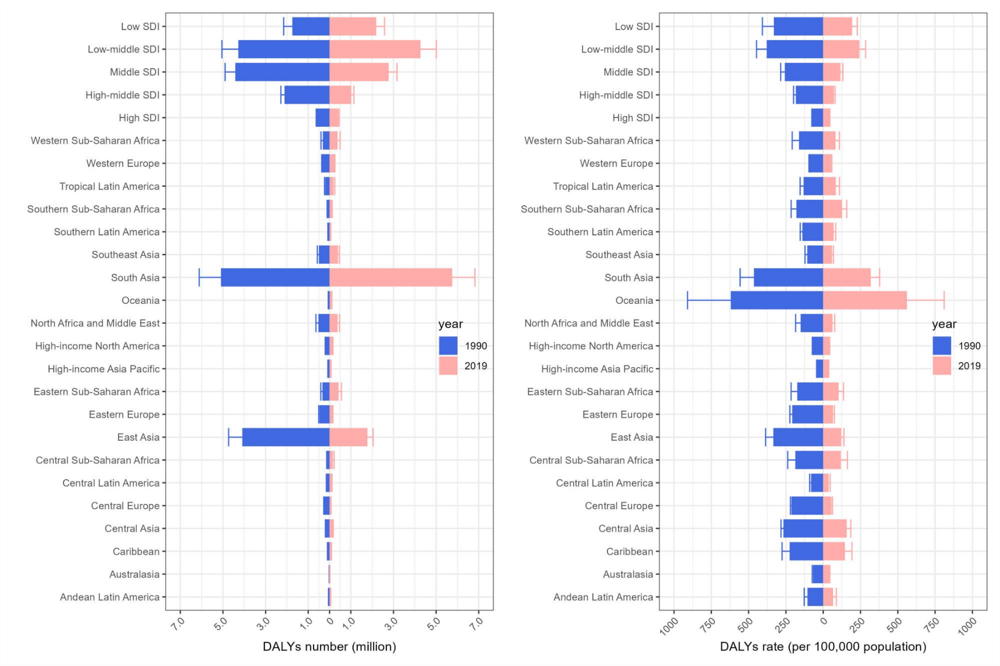 Low SDI
Low-middle SDI
Middle SDI
High-middle SDI
High SDI
Western Sub-Saharan Africa
Western Europe
Tropical Latin America
Southern Sub-Saharan Africa
Southern Latin America
Southeast Asia
South Asia
Oceania
North Africa and Middle East
High-income North America
High-income Asia Pacific
Eastern Sub-Saharan Africa
Eastern Europe
East Asia
Central Sub-Saharan Africa
Central Latin America
Central Europe
Central Asia
Caribbean
Australasia
Andean Latin America
year
1990
2019
7.0 5.0 3.0 1.0 0 1.0 3.0 5.0 7.0
DALYs number (million)
Low SDI
Low-middle SDI
Middle SDI
High-middle SDI
High SDI
Western Sub-Saharan Africa
Western Europe
Tropical Latin America
Southern Sub-Saharan Africa
Southern Latin America
Southeast Asia
South Asia
Oceania
North Africa and Middle East
High-income North America
High-income Asia Pacific
Eastern Sub-Saharan Africa
Eastern Europe
East Asia
Central Sub-Saharan Africa
Central Latin America
Central Europe
Central Asia
Caribbean
Australasia
Andean Latin America
year
1990
2019
1000 750 500 250 0 250 500 750 1000
DALYs rate (per 100,000 population)